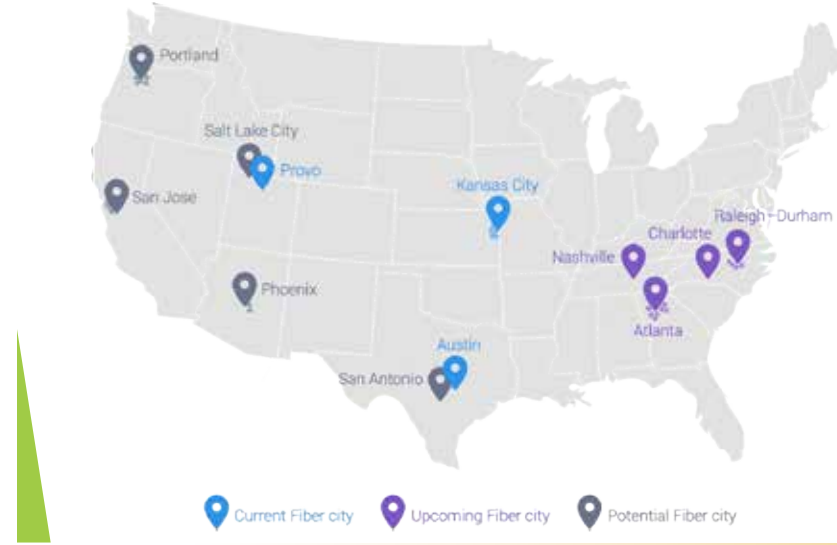 Portland
Salt Lake City
Provo
San Jose
Kansas City
Raleigh-Durham
Charlotte
Nashville
Phoenix
Atlanta
Austin
San Antonio
Current Fiber city
Upcoming Fiber city
Potential Fiber city